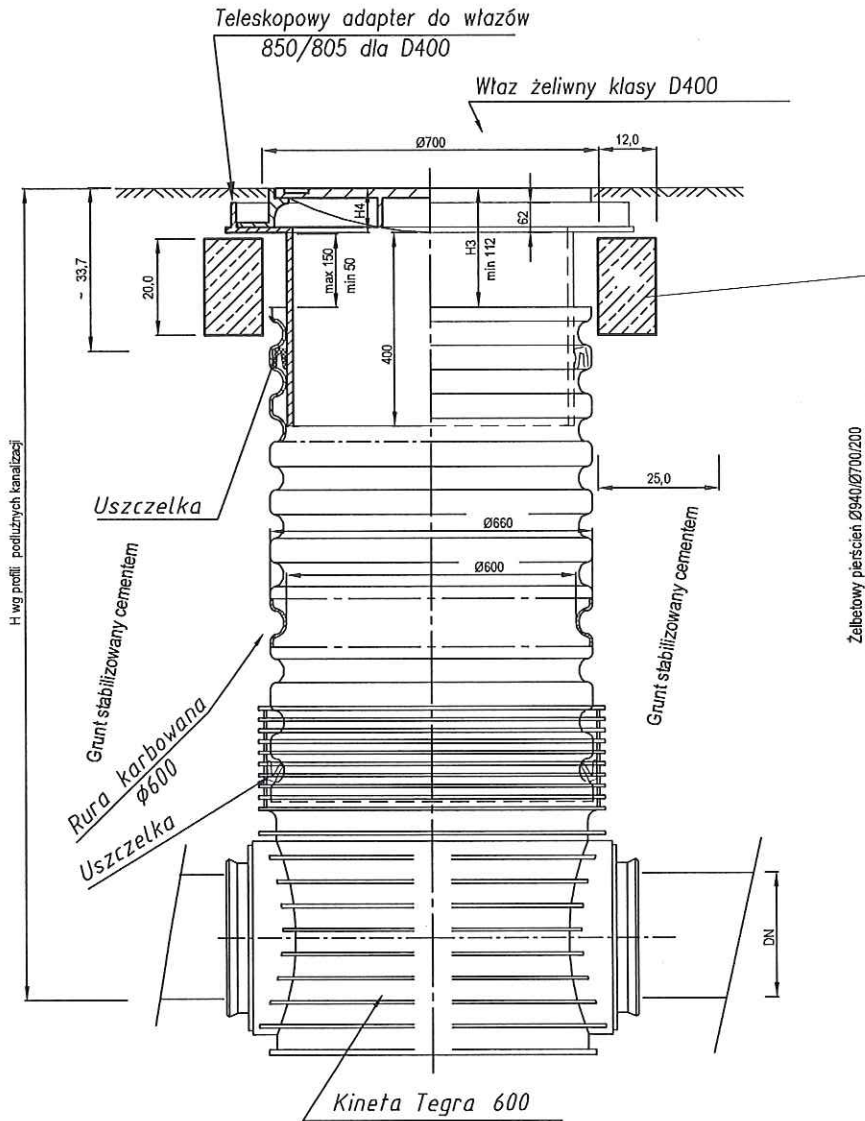 Teleskopowy adapter do włazów
850/805 dla D400
Właz żeliwny klasy D400
Ø700
12,0
H4
62
H3
min 112
max 150
min 50
~ 33,7
20,0
400
Uszczelka
25,0
Ø660
Ø600
H wg profili podłużnych kanalizacji
Grunt stabilizowany cementem
Grunt stabilizowany cementem
Żelbetowy pierścień Ø940/Ø700/200
Rura karbowana
ϕ600
Uszczelka
DN
Kineta Tegra 600